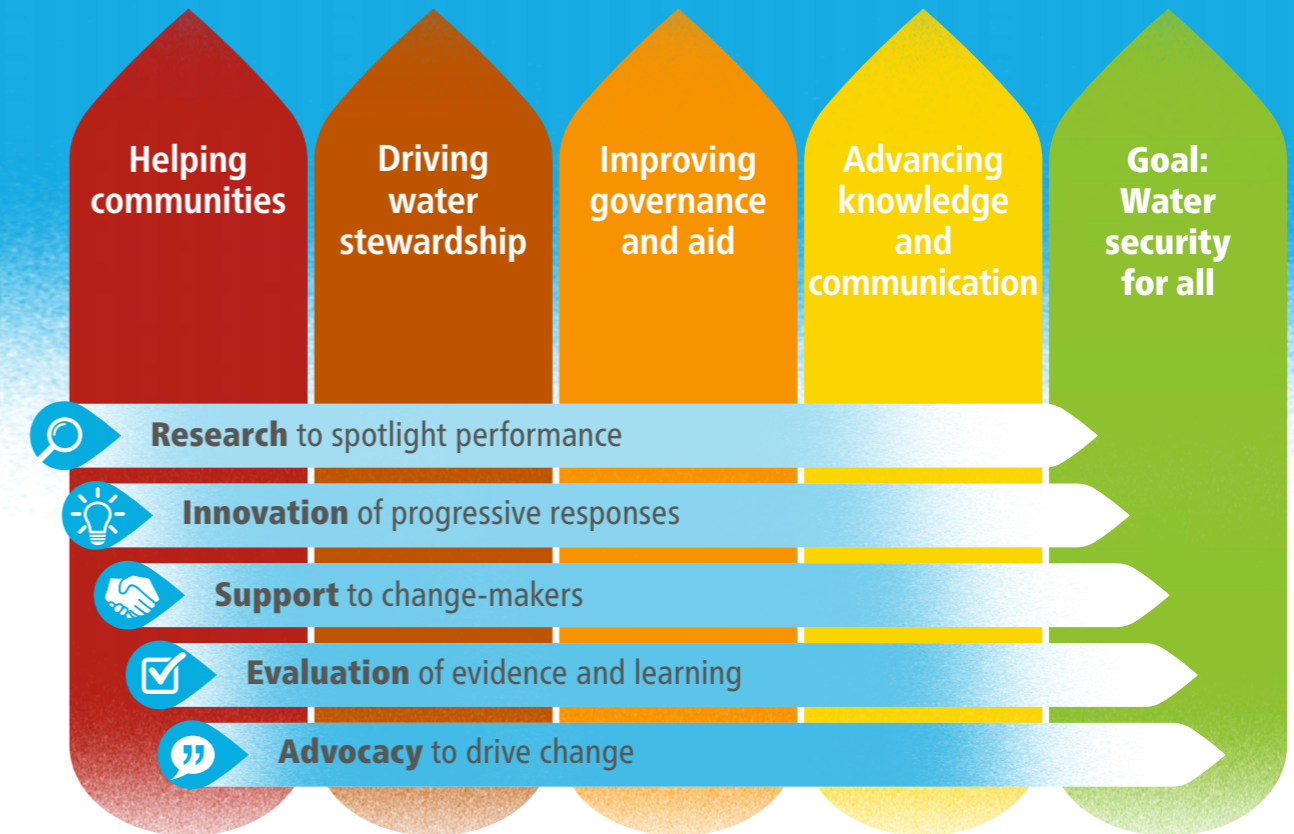 Helping
communities
Driving
water
stewardship
Improving
governance
and aid
Advancing
knowledge
and
communication
Goal:
Water
security
for all
Research to spotlight performance
Innovation of progressive responses
Support to change-makers
Evaluation of evidence and learning
Advocacy to drive change